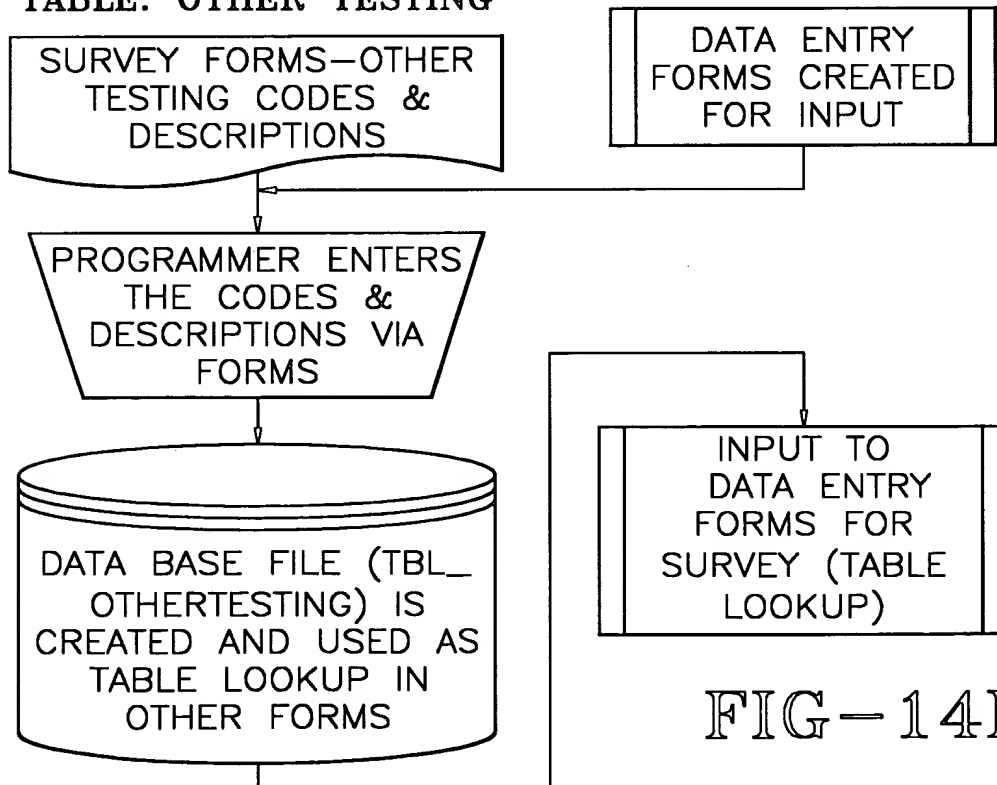 TABLE: OTHER TESTING
SURVEY FORMS—OTHER
TESTING CODES &
DESCRIPTIONS
DATA ENTRY
FORMS CREATED
FOR INPUT
PROGRAMMER ENTERS
THE CODES &
DESCRIPTIONS VIA
FORMS
DATA BASE FILE (TBL_
OTHERTESTING) IS
CREATED AND USED AS
TABLE LOOKUP IN
OTHER FORMS
INPUT TO
DATA ENTRY
FORMS FOR
SURVEY (TABLE
LOOKUP)
FIG—14